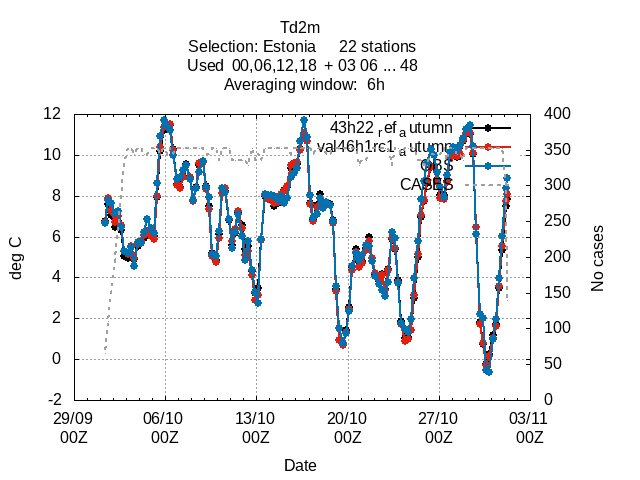 Td2m
Selection: Estonia 22 stations
Used 00,06,12,18 + 03 06 ... 48
Averaging window: 6h
12
10
8
6
4
2
0
-2
deg C
400
350
300
250
200
150
100
50
0
No cases
43h22_ref_autumn
val46h1rc1_autumn
OBS
CASES
29/09 06/10 13/10 20/10 27/10 03/11
00Z 00Z 00Z 00Z 00Z 00Z
Date